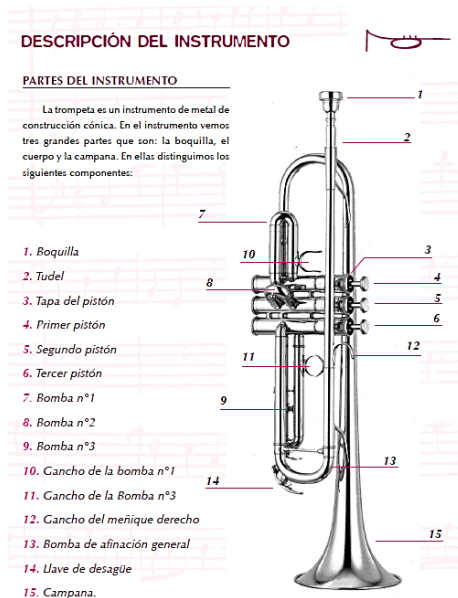 DESCRIPCIÓN DEL INSTRUMENTO
PARTES DEL INSTRUMENTO
La trompeta es un instrumento de metal de
construcción cónica. En el instrumento vemos
tres grandes partes que son: la boquilla, el
cuerpo y la campana. En ellas distinguimos los
siguientes componentes:
1. Boquilla
2. Tudel
3. Tapa del pistón
4. Primer pistón
5. Segundo pistón
6. Tercer pistón
7. Bomba nº1
8. Bomba nº2
9. Bomba nº3
10. Gancho de la bomba nº1
11. Gancho de la Bomba nº3
12. Gancho del meñique derecho
13. Bomba de afinación general
14. Llave de desagüe
15. Campana.
1
2
7
3
10
4
8
5
6
12
11
9
13
14
15